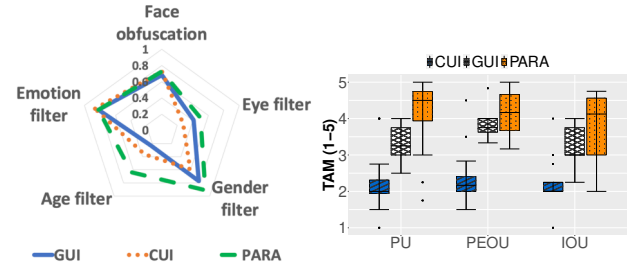 Face
obfuscation
1
0.8
0.6
0.4
0.2
0
Emotion
filter
Eye filter
Age filter
Gender
filter
GUI CUI PARA
CUI GUI PARA
TAM (1–5)
5
4
3
2
1
PU PEOU IOU